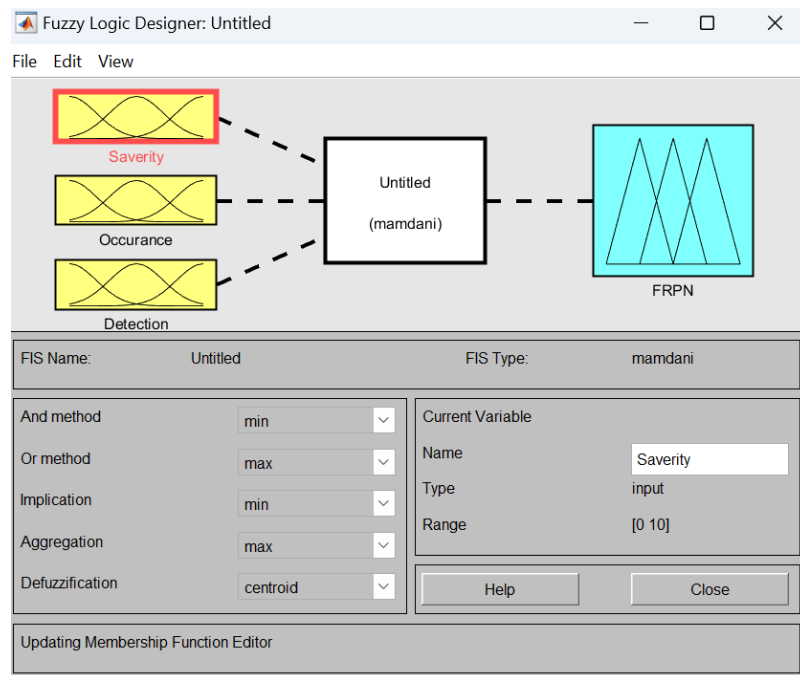 Fuzzy Logic Designer: Untitled
File Edit View
Saverity
Occurance
Detection
Untitled
(mamdani)
FRPN
FIS Name: Untitled FIS Type: mamdani
And method min
Or method max
Implication min
Aggregation max
Defuzzification centroid
Current Variable
Name Saverity
Type input
Range [0 10]
Help Close
Updating Membership Function Editor